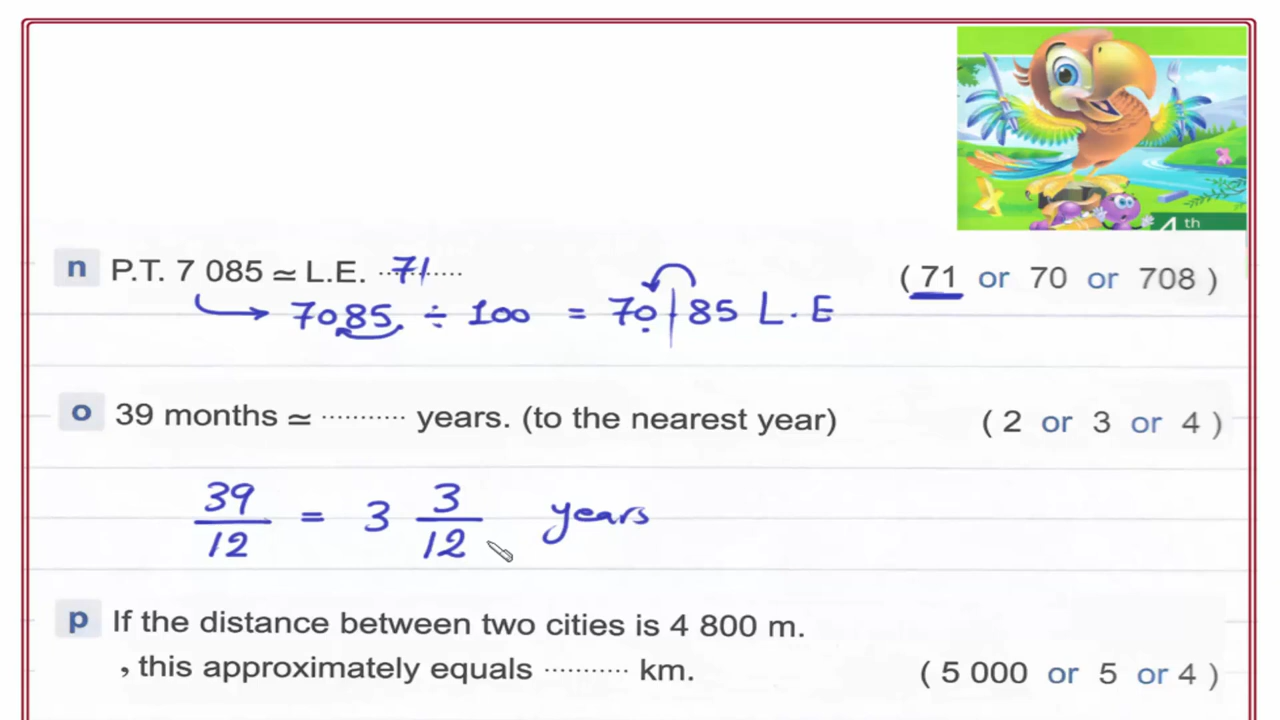 4 th
n P.T. 7 085 ≃ L.E. ...71... ( 71 or 70 or 708 )
7085. ÷ 100 = 70.85 L.E
o 39 months ≃ ........... years. (to the nearest year) ( 2 or 3 or 4 )
39/12 = 3 3/12 years
p If the distance between two cities is 4 800 m.
, this approximately equals ........... km. ( 5 000 or 5 or 4 )